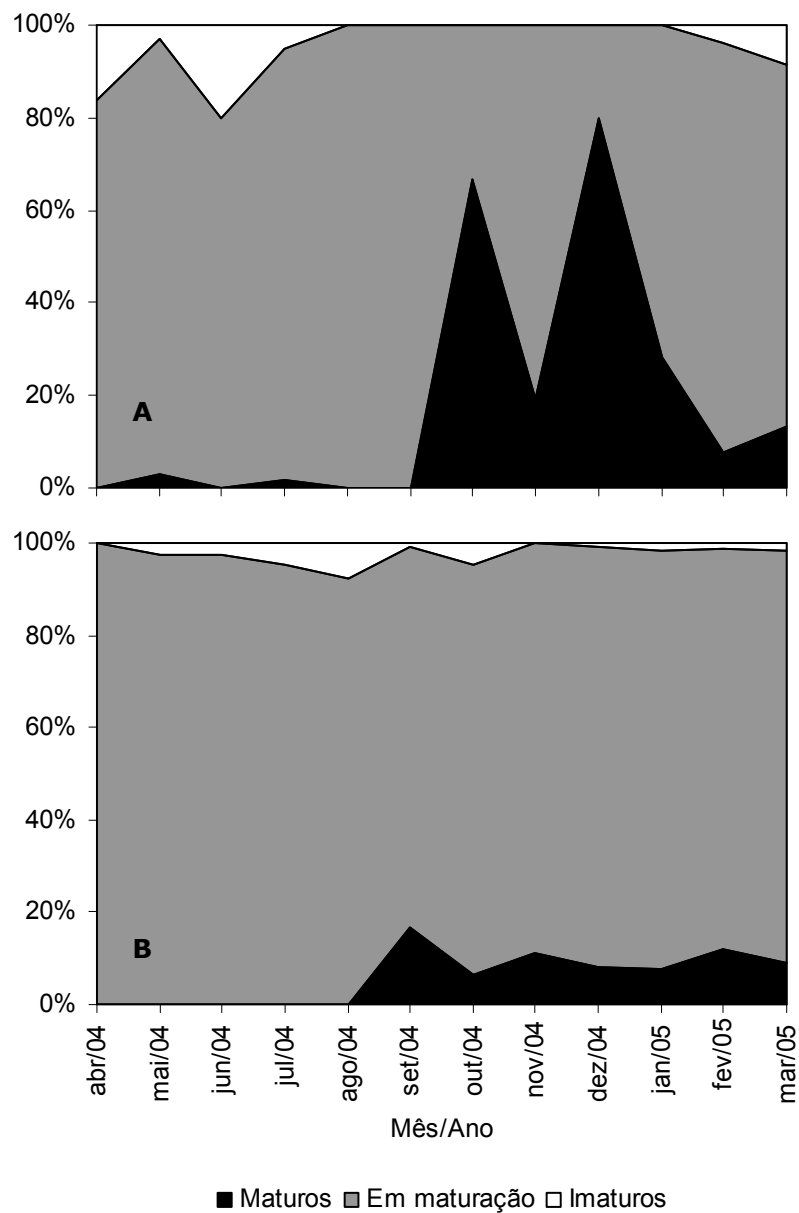 100%
80%
60%
40%
20%
0%
A
100%
80%
60%
40%
20%
0%
B
abr/04
mai/04
jun/04
jul/04
ago/04
set/04
out/04
nov/04
dez/04
jan/05
fev/05
mar/05
Mês/Ano
Maturos Em maturação Imaturos